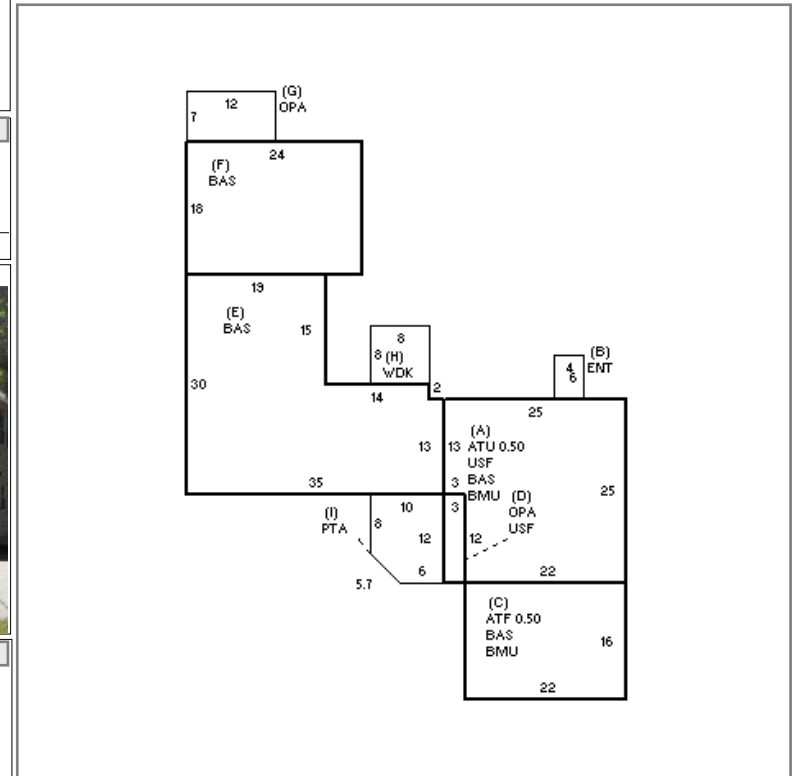 (G)
12
OPA
7
24
(F)
BAS
18
19
(E)
BAS
15
8
8 (H)
WDK
(B)
4 ENT
6
30
2
14
25
(A)
13 13 ATU 0.50
USF
35 3 BAS
BMU (D)
25
10 3 OPA
(I)
PTA
8
USF
12 12
6
22
5.7
(C)
ATF 0.50
BAS
BMU
16
22